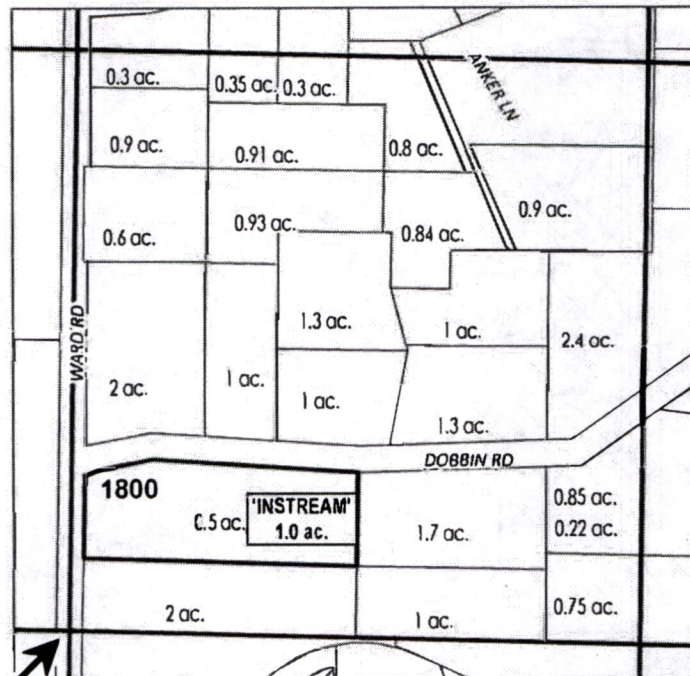 ANKER LN
0.3 ac.
0.35 ac.
0.3 ac.
0.9 ac.
0.91 ac.
0.8 ac.
0.6 ac.
0.93 ac.
0.84 ac.
0.9 ac.
WARD RD
1.3 ac.
1 ac.
2.4 ac.
2 ac.
1 ac.
1 ac.
1.3 ac.
DOBBIN RD
1800
0.5 ac.
'INSTREAM'
1.0 ac.
1.7 ac.
0.85 ac.
0.22 ac.
2 ac.
1 ac.
0.75 ac.